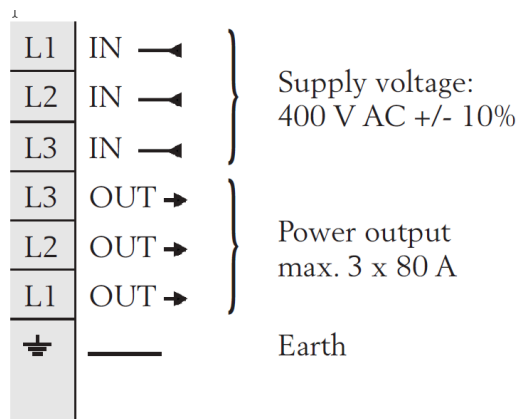 L1 IN
L2 IN
L3 IN
Supply voltage:
400 V AC +/- 10%
L3 OUT
L2 OUT
L1 OUT
Power output
max. 3 x 80 A
Earth